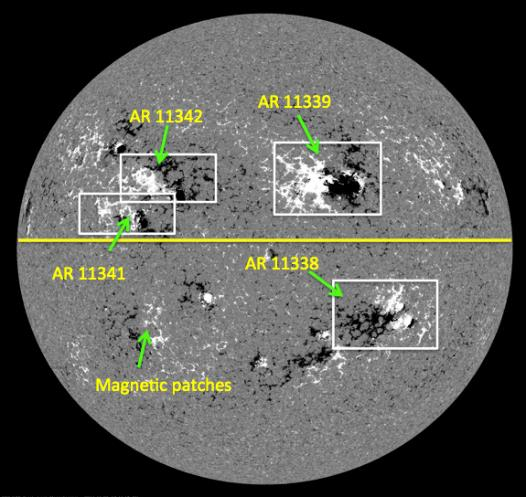 AR 11339
AR 11342
AR 11341
AR 11338
Magnetic patches